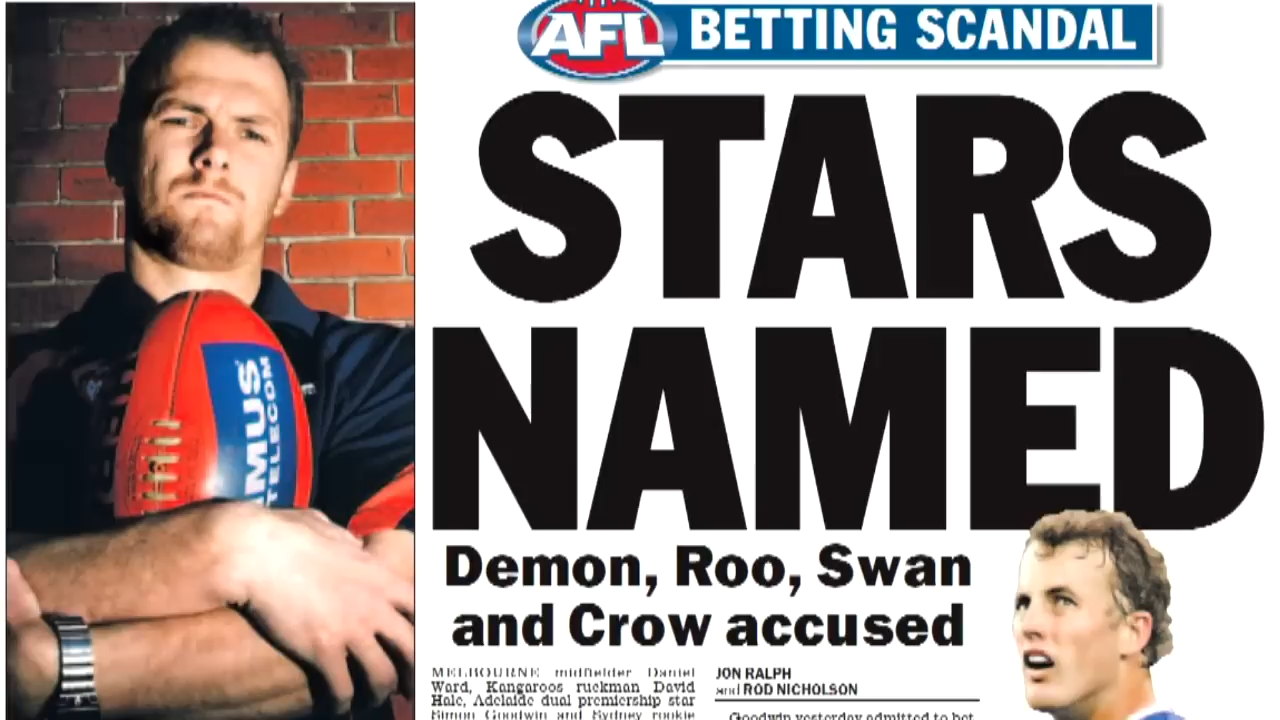 AFL BETTING SCANDAL
STARS
NAMED
Demon, Roo, Swan
and Crow accused
MELBOURNE midfielder Daniel
Ward, Kangaroos ruckman David
Hale, Adelaide dual premiership star
Simon Goodwin and Sydney rookie
JON RALPH
and ROD NICHOLSON
Goodwin yesterday admitted to bet
MUS
TELECOM